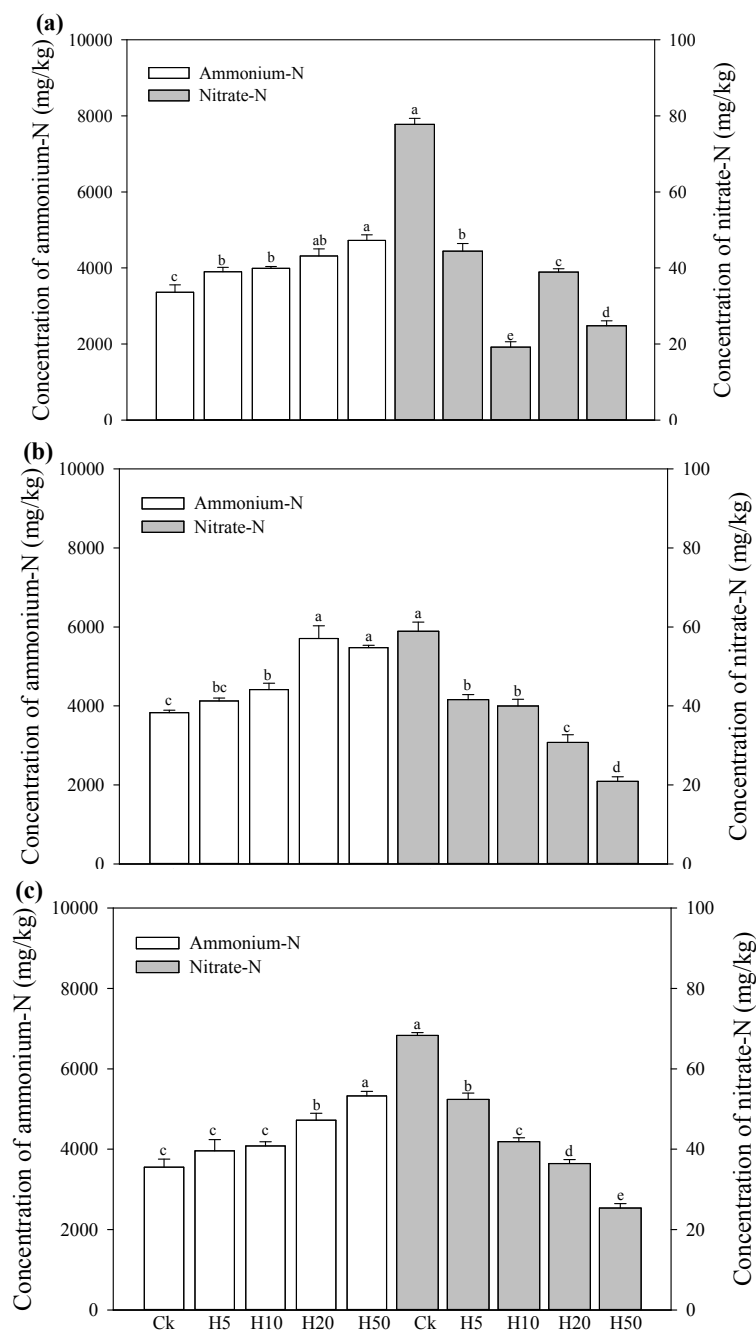 (a)
Concentration of ammonium-N (mg/kg)
10000
8000
6000
4000
2000
0
Ammonium-N
Nitrate-N
c
b
b
ab
a
a
b
e
c
d
100
80
60
40
20
0
Concentration of nitrate-N (mg/kg)
(b)
Concentration of ammonium-N (mg/kg)
10000
8000
6000
4000
2000
0
Ammonium-N
Nitrate-N
c
bc
b
a
a
a
b
b
c
d
100
80
60
40
20
0
Concentration of nitrate-N (mg/kg)
(c)
Concentration of ammonium-N (mg/kg)
10000
8000
6000
4000
2000
0
Ammonium-N
Nitrate-N
c
c
c
b
a
a
b
c
d
e
100
80
60
40
20
0
Concentration of nitrate-N (mg/kg)
Ck H5 H10 H20 H50 Ck H5 H10 H20 H50